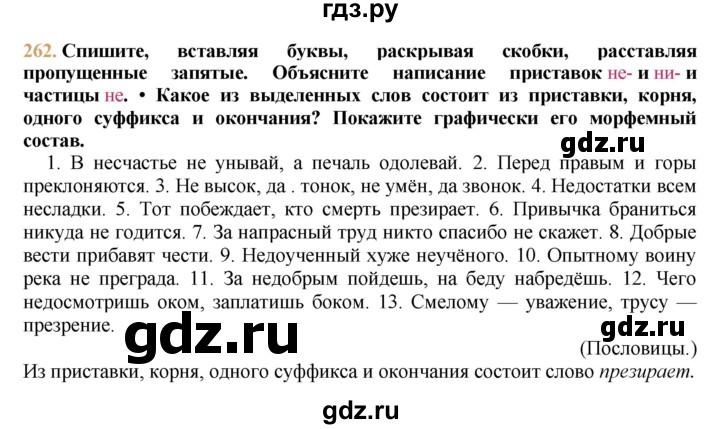 гдз.ру
262. Спишите, вставляя буквы, раскрывая скобки, расставляя
пропущенные запятые. Объясните написание приставок не- и ни- и
частицы не. • Какое из выделенных слов состоит из приставки, корня,
одного суффикса и окончания? Покажите графически его морфемный
состав.
1. В несчастье не унывай, а печаль одолевай. 2. Перед правым и горы
преклоняются. 3. Не высок, да . тонок, не умён, да звонок. 4. Недостатки всем
несладки. 5. Тот побеждает, кто смерть презирает. 6. Привычка браниться
никуда не годится. 7. За напрасный труд никто спасибо не скажет. 8. Добрые
вести прибавят чести. 9. Недоученный хуже неучёного. 10. Опытному воину
река не преграда. 11. За недобрым пойдешь, на беду набредёшь. 12. Чего
недосмотришь оком, заплатишь боком. 13. Смелому — уважение, трусу —
презрение.
gdz.ru
gdz.ru
(Пословицы.)
Из приставки, корня, одного суффикса и окончания состоит слово презирает.
gdz.ru